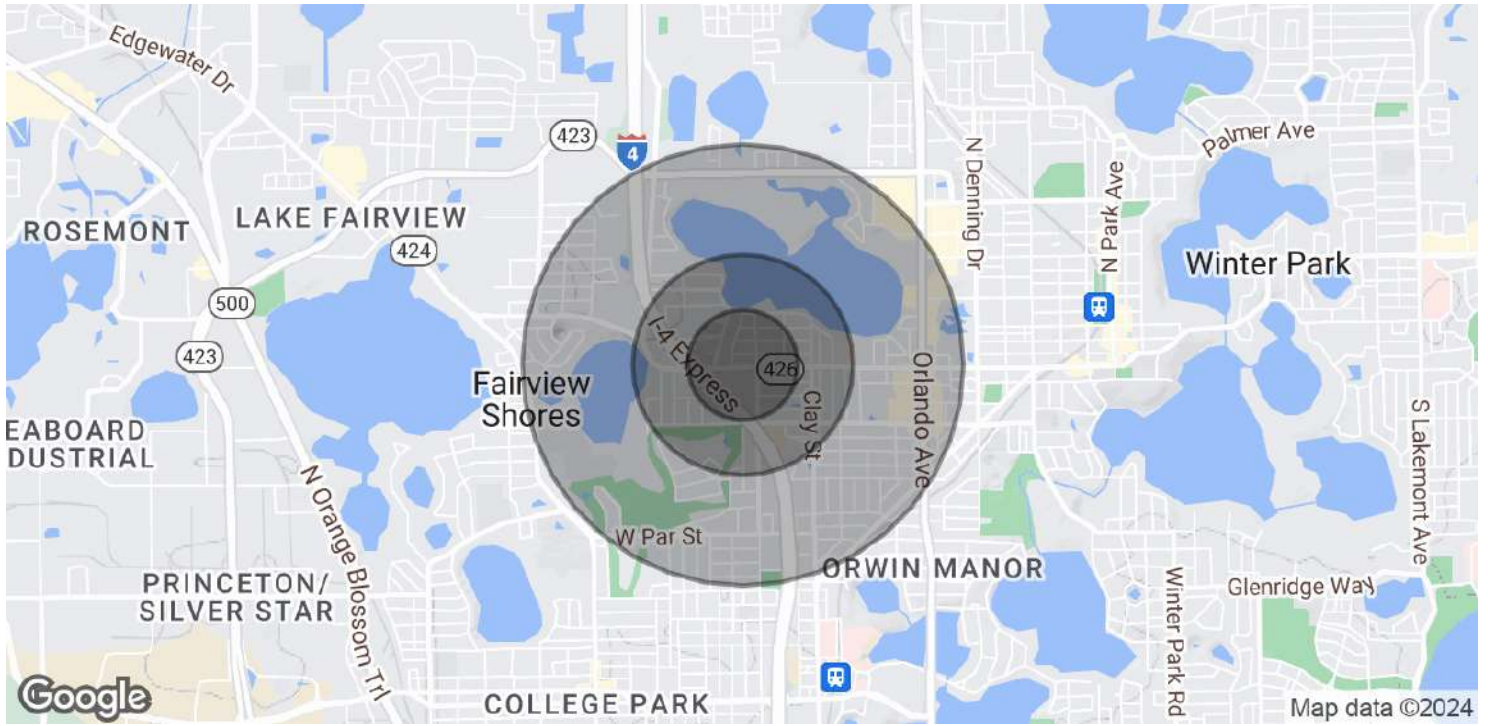 Edgewater Dr
423
4
Palmer Ave
N Denning Dr
N Park Ave
ROSEMONT
LAKE FAIRVIEW
424
Winter Park
500
I-4 Express
423
426
Orlando Ave
Fairview
Shores
Clay St
S Lakemont Ave
EABOARD
DUSTRIAL
N Orange Blossom Trl
W Par St
ORWIN MANOR
PRINCETON/
SILVER STAR
Glenridge Way
Winter Park Rd
Google
COLLEGE PARK
Map data ©2024